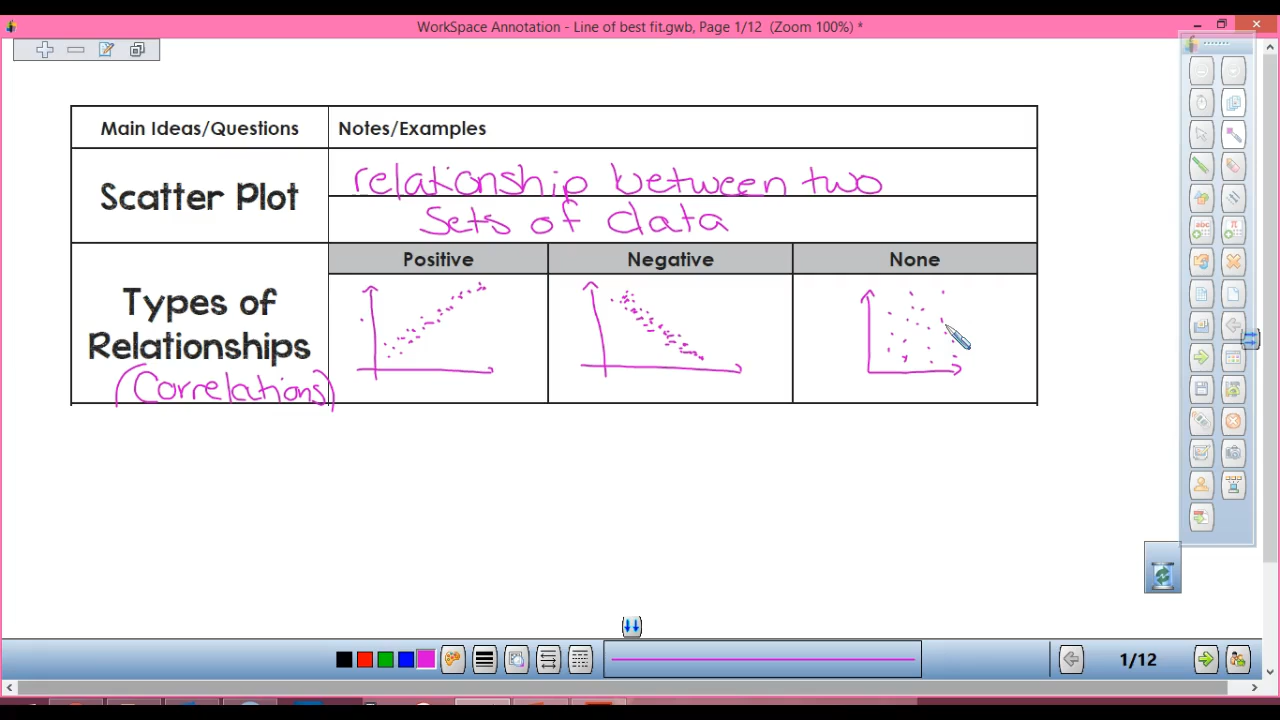 WorkSpace Annotation - Line of best fit.gwb, Page 1/12 (Zoom 100%) *
Main Ideas/Questions
Notes/Examples
Scatter Plot
relationship between two
sets of data
Types of
Relationships
(Correlations)
Positive
Negative
None
abc
π
1/12